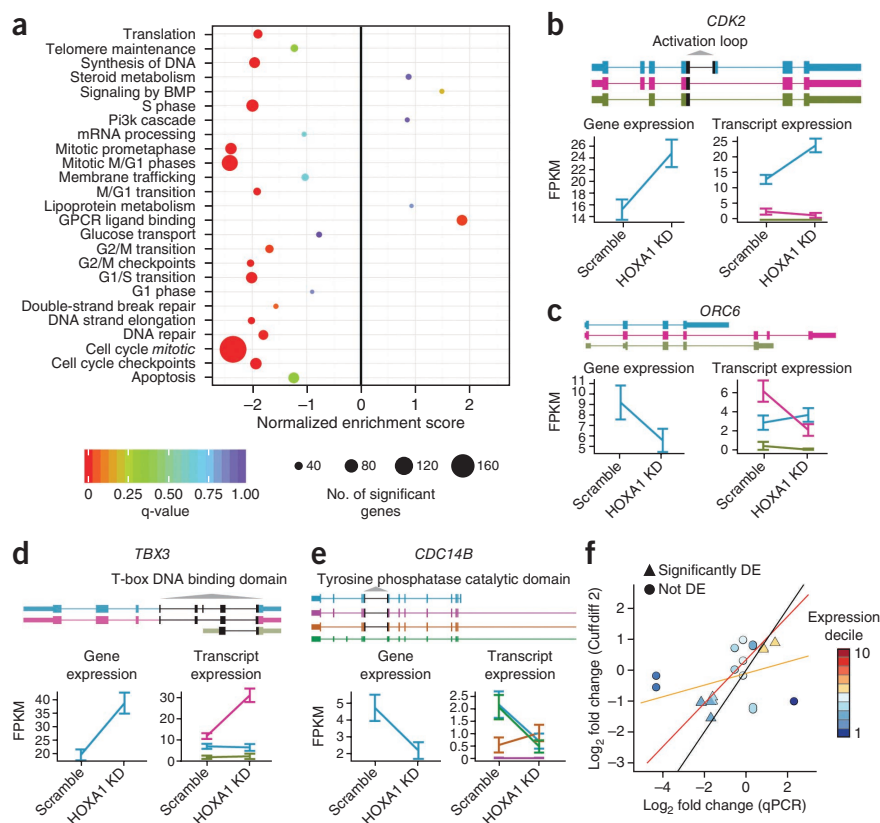 a
Translation
Telomere maintenance
Synthesis of DNA
Steroid metabolism
Signaling by BMP
S phase
Pi3k cascade
mRNA processing
Mitotic prometaphase
Mitotic M/G1 phases
Membrane trafficking
M/G1 transition
Lipoprotein metabolism
GPCR ligand binding
Glucose transport
G2/M transition
G2/M checkpoints
G1/S transition
G1 phase
Double-strand break repair
DNA strand elongation
DNA repair
Cell cycle mitotic
Cell cycle checkpoints
Apoptosis
−2 −1 0 1 2
Normalized enrichment score
0 0.25 0.50 0.75 1.00
q-value
40 80 120 160
No. of significant
genes
b
CDK2
Activation loop
Gene expression
FPKM
26
24
22
20
18
16
14
Scramble
HOXA1 KD
Transcript expression
25
20
15
10
5
0
Scramble
HOXA1 KD
c
ORC6
Gene expression
FPKM
11
10
9
8
7
6
5
Scramble
HOXA1 KD
Transcript expression
6
4
2
0
Scramble
HOXA1 KD
d
TBX3
T-box DNA binding domain
Gene
expression
FPKM
40
35
30
25
20
Scramble
HOXA1 KD
Transcript
expression
30
20
10
0
Scramble
HOXA1 KD
e
CDC14B
Tyrosine phosphatase catalytic domain
Gene
expression
FPKM
5
4
3
2
Scramble
HOXA1 KD
Transcript
expression
2.5
2.0
1.5
1.0
0.5
0
Scramble
HOXA1 KD
f
Significantly DE
Not DE
Log2 fold change (Cuffdiff 2)
2
1
0
−1
−2
−3
−4 −2 0 2 4
Log2 fold change (qPCR)
Expression
decile
10
1